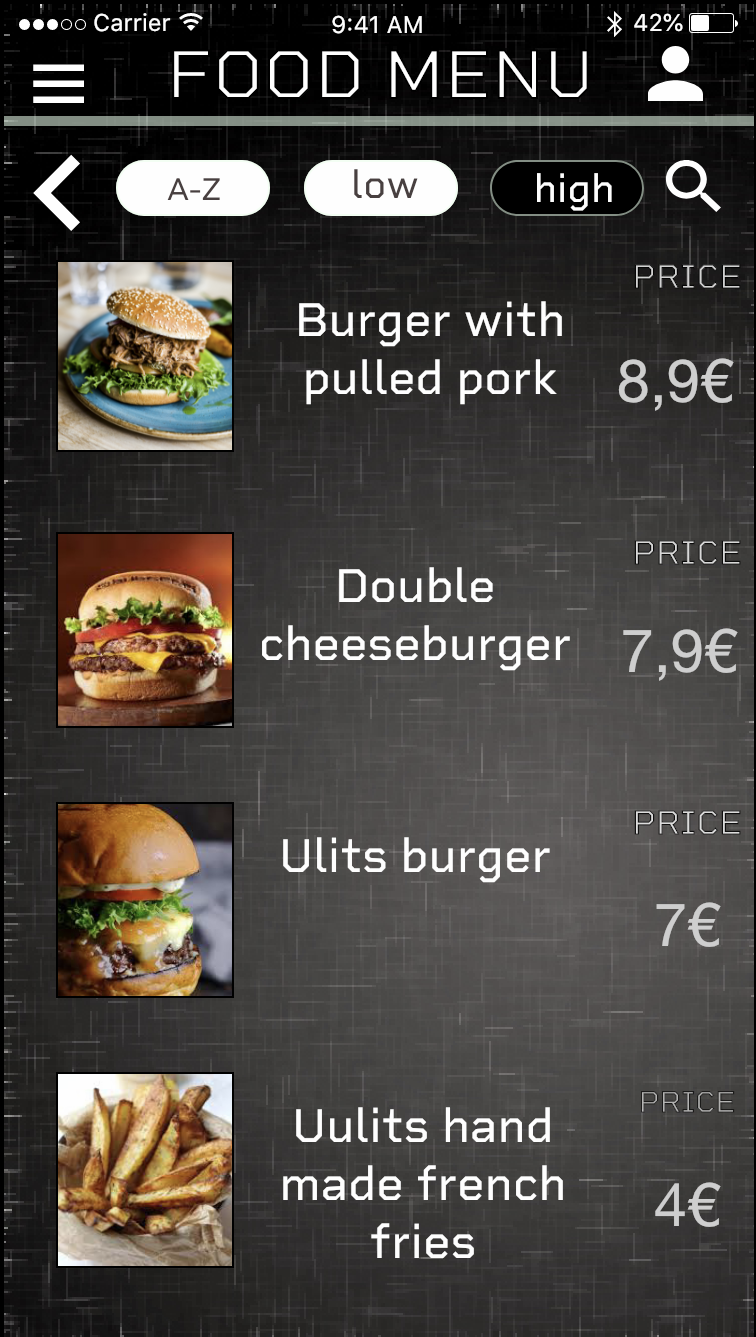 Carrier 9:41 AM 42%
FOOD MENU
A-Z low high
PRICE
Burger with
pulled pork
8,9€
PRICE
Double
cheeseburger
7,9€
PRICE
Ulits burger
7€
PRICE
Uulits hand
made french
fries
4€